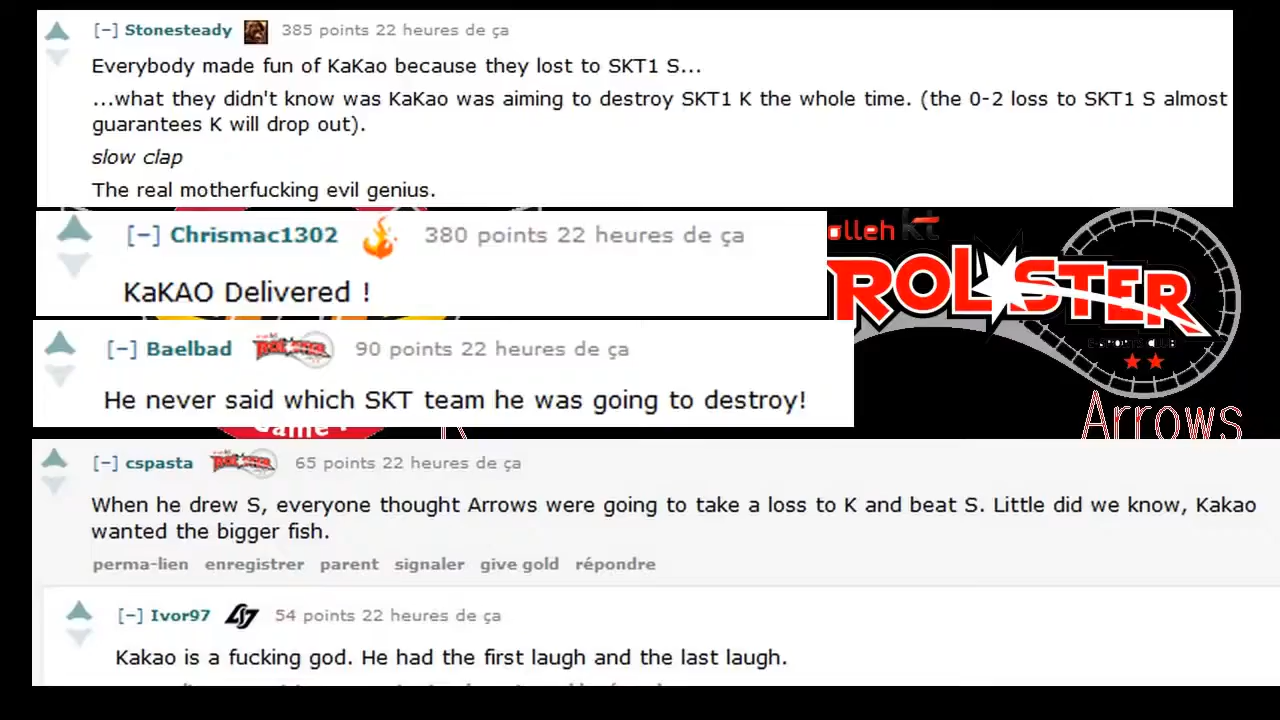 [−] Stonesteady 385 points 22 heures de ça
Everybody made fun of KaKao because they lost to SKT1 S...
...what they didn't know was KaKao was aiming to destroy SKT1 K the whole time. (the 0-2 loss to SKT1 S almost
guarantees K will drop out).
slow clap
The real motherfucking evil genius.
[−] Chrismac1302 380 points 22 heures de ça
KaKAO Delivered !
olleh kt
ROLSTER
E-SPORTS CLUB
Arrows
[−] Baelbad ROLSTER 90 points 22 heures de ça
He never said which SKT team he was going to destroy!
Game
[−] cspasta ROLSTER 65 points 22 heures de ça
When he drew S, everyone thought Arrows were going to take a loss to K and beat S. Little did we know, Kakao
wanted the bigger fish.
perma-lien enregistrer parent signaler give gold répondre
[−] Ivor97 54 points 22 heures de ça
Kakao is a fucking god. He had the first laugh and the last laugh.